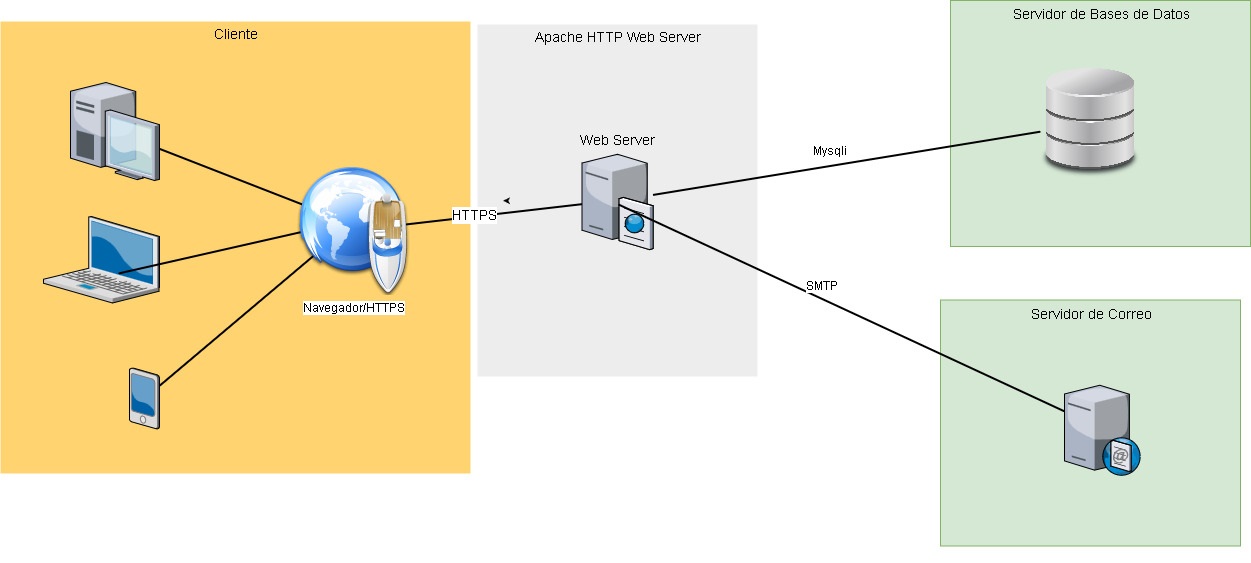 Cliente
Apache HTTP Web Server
Servidor de Bases de Datos
Web Server
Mysqli
HTTPS
Navegador/HTTPS
SMTP
Servidor de Correo
@